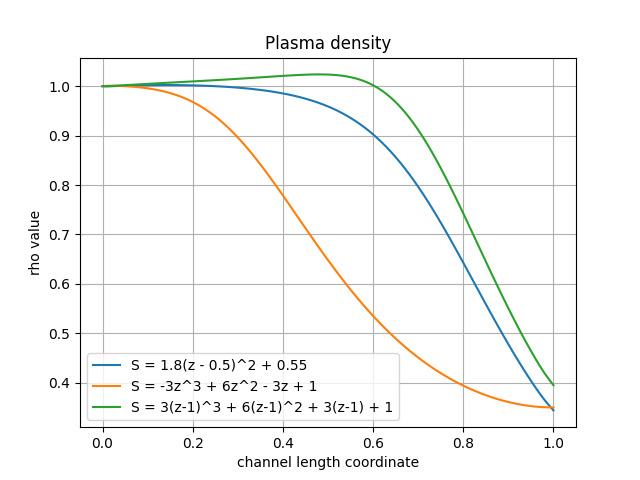 Plasma density
rho value
1.0
0.9
0.8
0.7
0.6
0.5
0.4
S = 1.8(z - 0.5)^2 + 0.55
S = -3z^3 + 6z^2 - 3z + 1
S = 3(z-1)^3 + 6(z-1)^2 + 3(z-1) + 1
0.0 0.2 0.4 0.6 0.8 1.0
channel length coordinate